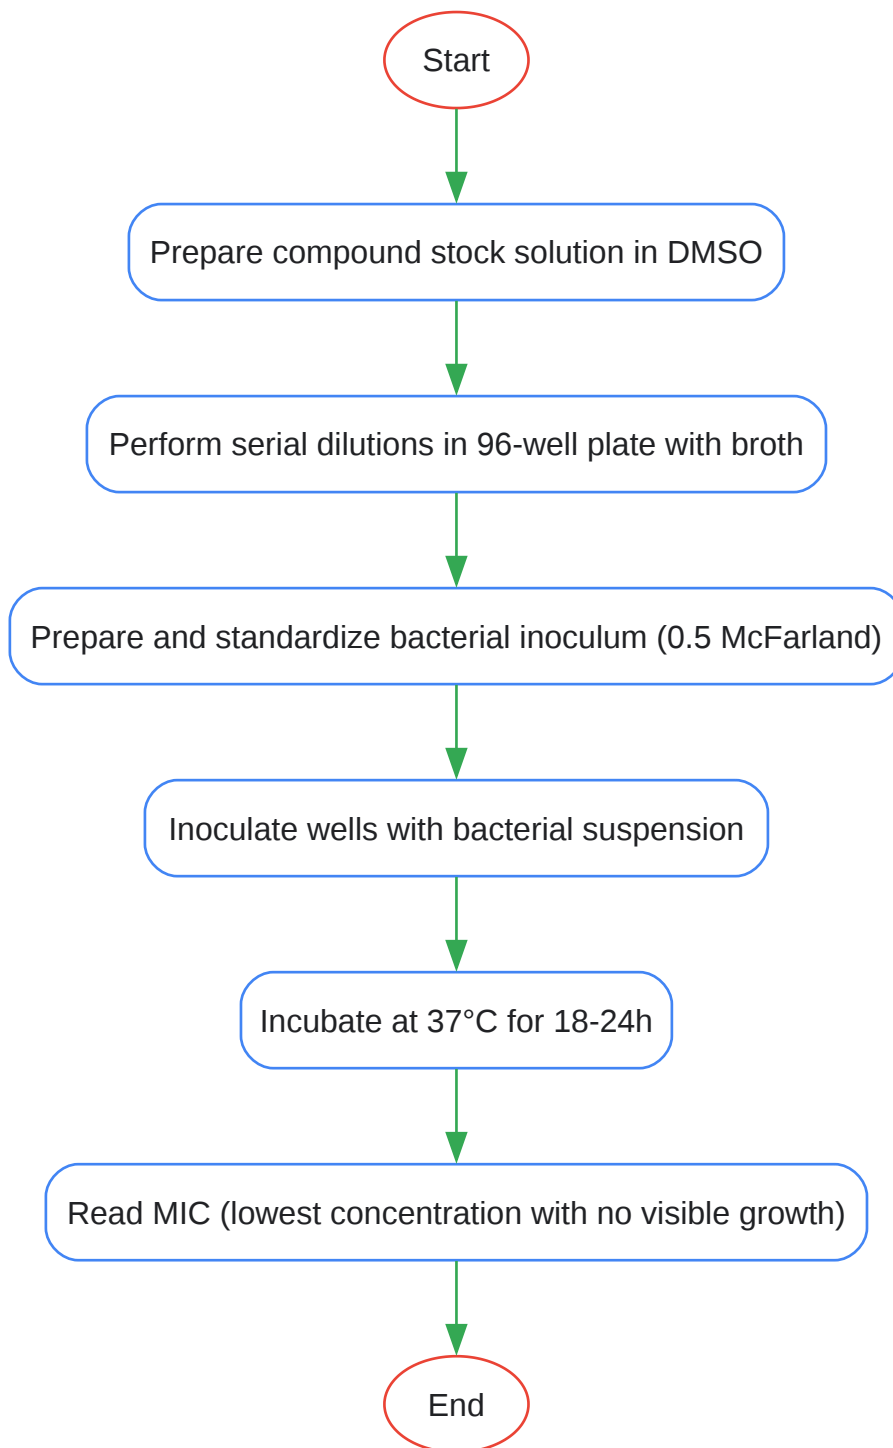 Start
Prepare compound stock solution in DMSO
Perform serial dilutions in 96-well plate with broth
Prepare and standardize bacterial inoculum (0.5 McFarland)
Inoculate wells with bacterial suspension
Incubate at 37°C for 18-24h
Read MIC (lowest concentration with no visible growth)
End